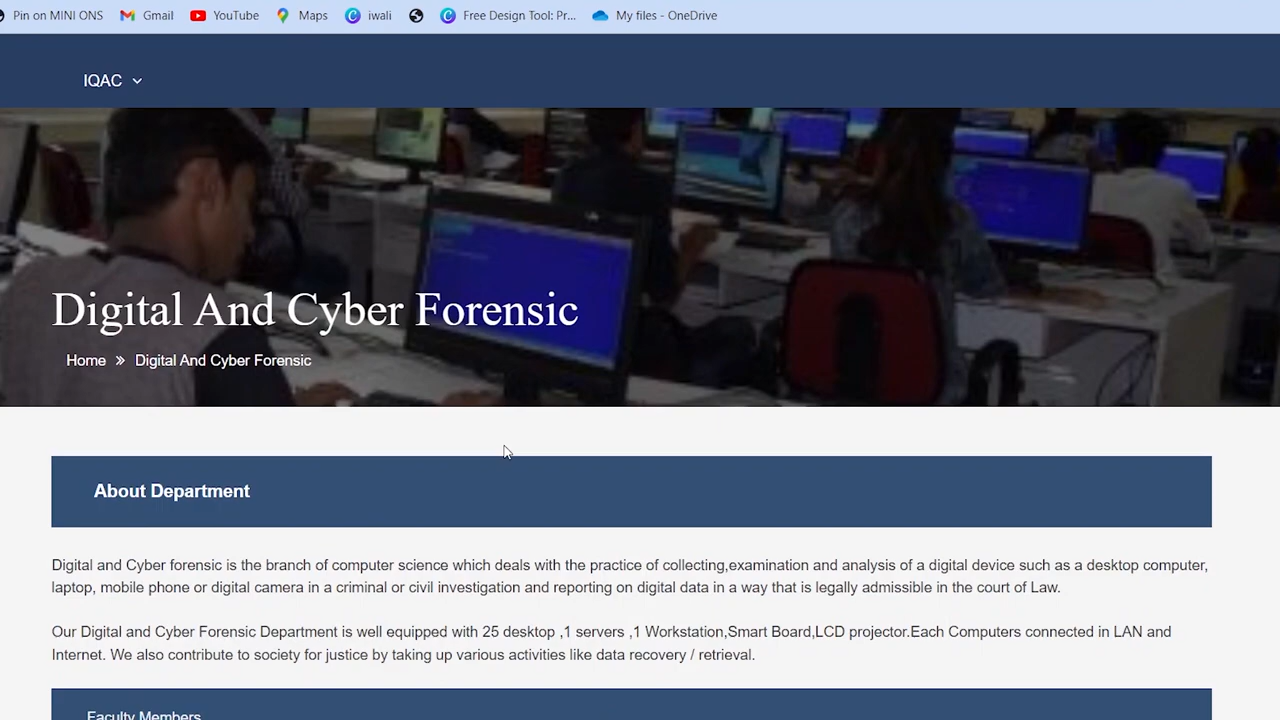 Pin on MINI ONS Gmail YouTube Maps iwali Free Design Tool: Pr... My files - OneDrive
IQAC
Digital And Cyber Forensic
Home » Digital And Cyber Forensic
About Department
Digital and Cyber forensic is the branch of computer science which deals with the practice of collecting,examination and analysis of a digital device such as a desktop computer,
laptop, mobile phone or digital camera in a criminal or civil investigation and reporting on digital data in a way that is legally admissible in the court of Law.
Our Digital and Cyber Forensic Department is well equipped with 25 desktop ,1 servers ,1 Workstation,Smart Board,LCD projector.Each Computers connected in LAN and
Internet. We also contribute to society for justice by taking up various activities like data recovery / retrieval.
Faculty Members